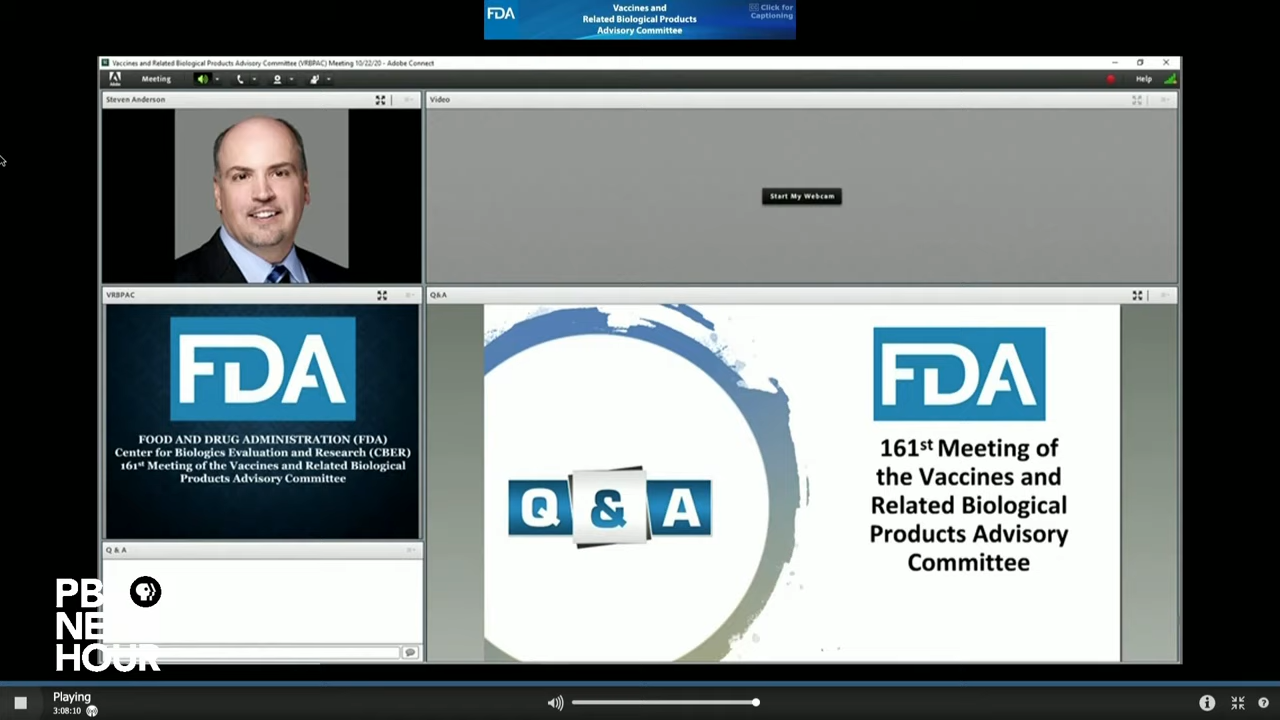 FDA
Vaccines and
Related Biological Products
Advisory Committee
Click for
Captioning
Vaccines and Related Biological Products Advisory Committee (VRBPAC) Meeting 10/22/20 - Adobe Connect
Meeting
Help
Steven Anderson
Video
Start My Webcam
VRBPAC
FDA
FOOD AND DRUG ADMINISTRATION (FDA)
Center for Biologics Evaluation and Research (CBER)
161st Meeting of the Vaccines and Related Biological
Products Advisory Committee
Q&A
Q & A
FDA
161st Meeting of
the Vaccines and
Related Biological
Products Advisory
Committee
Q & A
PBS
NEWS
HOUR
Playing
3:08:10